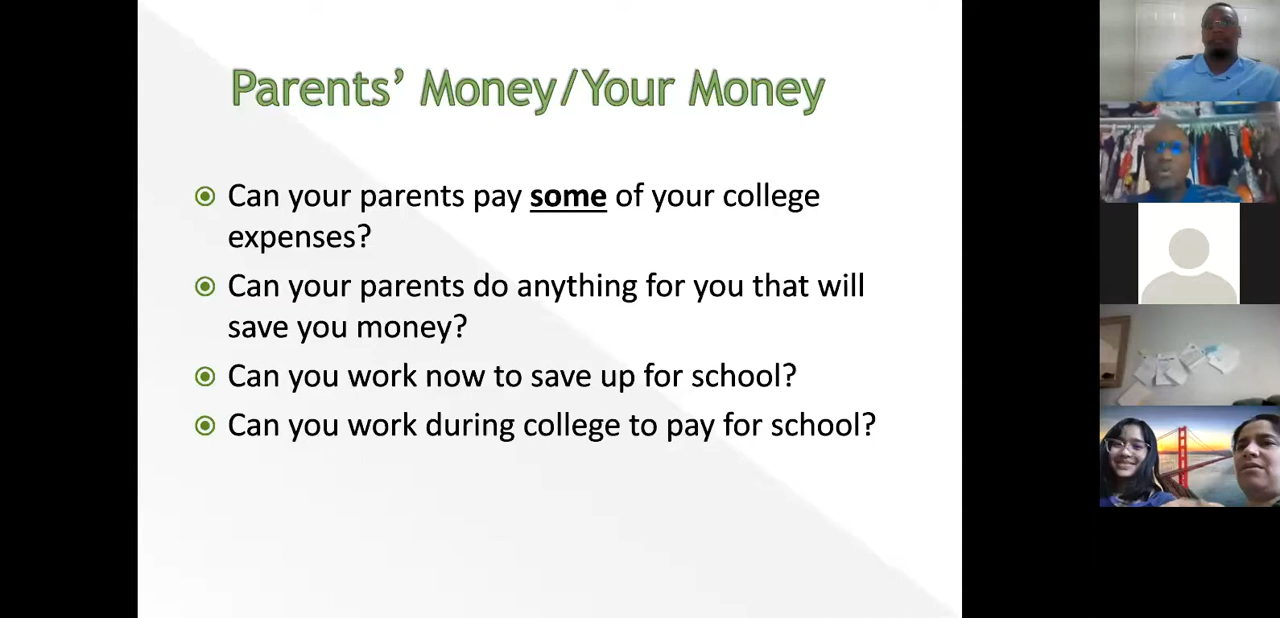 Parents’ Money/Your Money
Can your parents pay some of your college
expenses?
Can your parents do anything for you that will
save you money?
Can you work now to save up for school?
Can you work during college to pay for school?